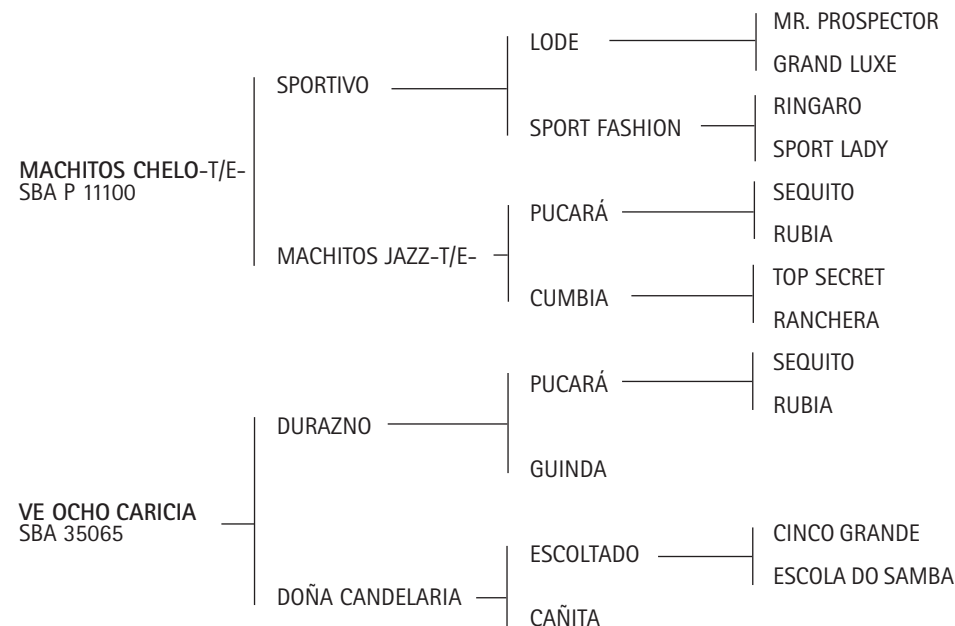 MACHITOS CHELO-T/E-
SBA P 11100
SPORTIVO
LODE
MR. PROSPECTOR
GRAND LUXE
SPORT FASHION
RINGARO
SPORT LADY
MACHITOS JAZZ-T/E-
PUCARÁ
SEQUITO
RUBIA
CUMBIA
TOP SECRET
RANCHERA
VE OCHO CARICIA
SBA 35065
DURAZNO
PUCARÁ
SEQUITO
RUBIA
GUINDA
DOÑA CANDELARIA
ESCOLTADO
CINCO GRANDE
ESCOLA DO SAMBA
CAÑITA